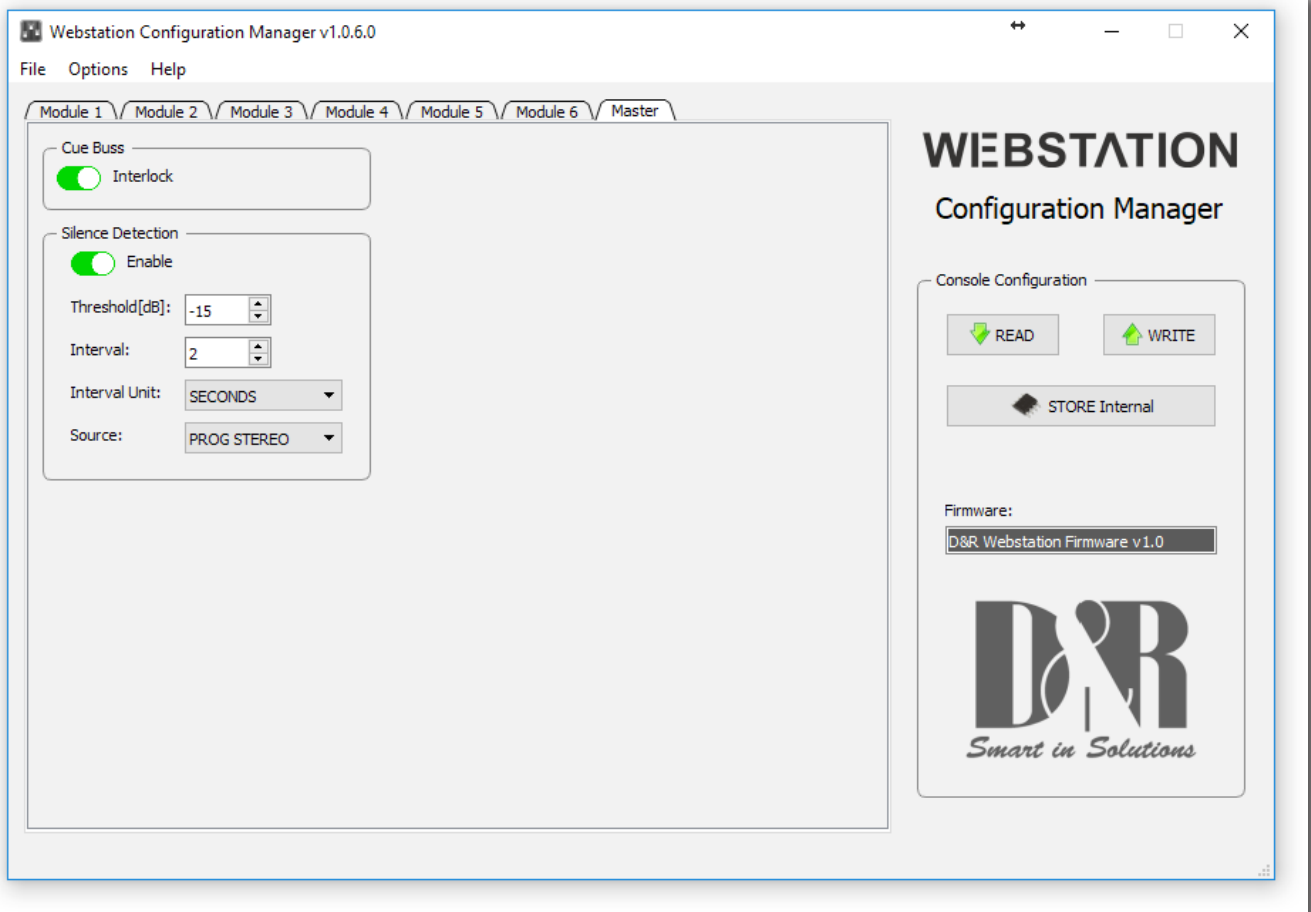 Webstation Configuration Manager v1.0.6.0
File Options Help
Module 1 Module 2 Module 3 Module 4 Module 5 Module 6 Master
Cue Buss
Interlock
Silence Detection
Enable
Threshold[dB]: -15
Interval: 2
Interval Unit: SECONDS
Source: PROG STEREO
WEBSTATION
Configuration Manager
Console Configuration
READ WRITE
STORE Internal
Firmware:
D&R Webstation Firmware v1.0
D&R
Smart in Solutions